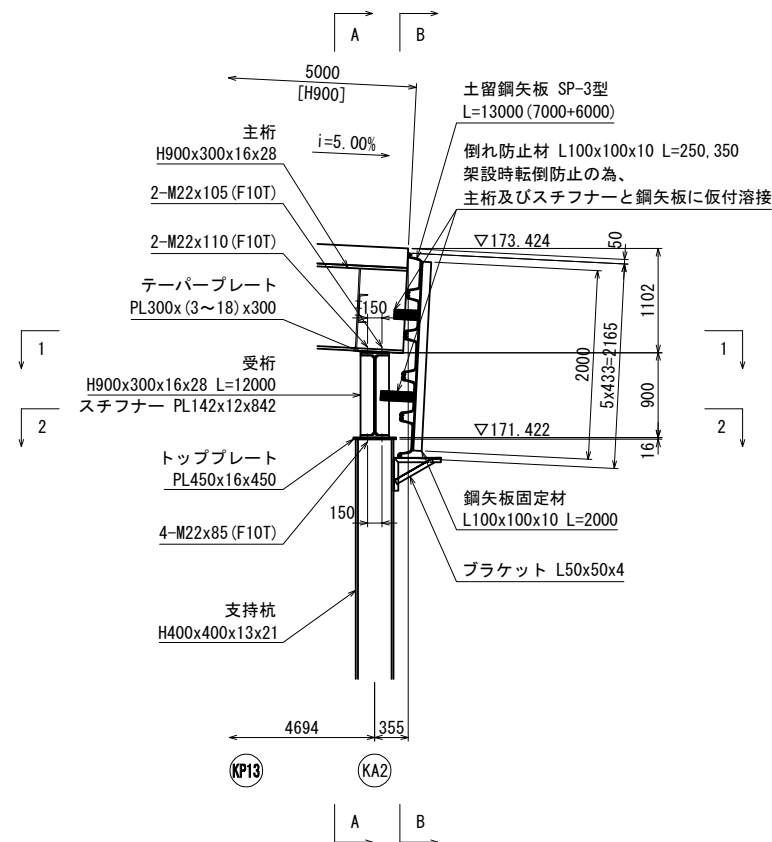 A
B
5000
[H900]
i=5.00%
主桁
H900x300x16x28
2-M22x105(F10T)
2-M22x110(F10T)
テーパープレート
PL300x(3～18)x300
150
土留鋼矢板 SP-3型
L=13000(7000+6000)
倒れ防止材 L100x100x10 L=250,350
架設時転倒防止の為、
主桁及びスチフナーと鋼矢板に仮付溶接
▽173.424
50
1102
2000
5x433=2165
900
16
1
1
受桁
H900x300x16x28 L=12000
スチフナー PL142x12x842
2
2
▽171.422
トッププレート
PL450x16x450
150
4-M22x85(F10T)
鋼矢板固定材
L100x100x10 L=2000
ブラケット L50x50x4
支持杭
H400x400x13x21
4694
355
KP13
KA2
A
B